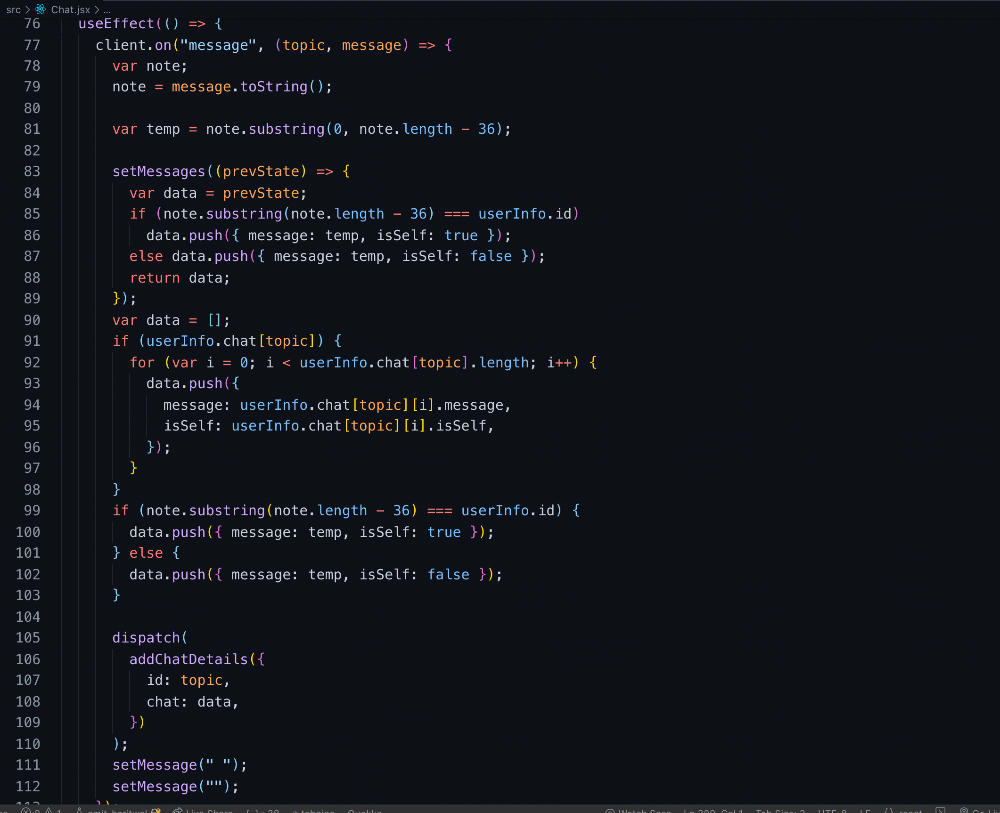 src > Chat.jsx > ...
76 useEffect(() => {
77 client.on("message", (topic, message) => {
78 var note;
79 note = message.toString();
80
81 var temp = note.substring(0, note.length - 36);
82
83 setMessages((prevState) => {
84 var data = prevState;
85 if (note.substring(note.length - 36) === userInfo.id)
86 data.push({ message: temp, isSelf: true });
87 else data.push({ message: temp, isSelf: false });
88 return data;
89 });
90 var data = [];
91 if (userInfo.chat[topic]) {
92 for (var i = 0; i < userInfo.chat[topic].length; i++) {
93 data.push({
94 message: userInfo.chat[topic][i].message,
95 isSelf: userInfo.chat[topic][i].isSelf,
96 });
97 }
98 }
99 if (note.substring(note.length - 36) === userInfo.id) {
100 data.push({ message: temp, isSelf: true });
101 } else {
102 data.push({ message: temp, isSelf: false });
103 }
104
105 dispatch(
106 addChatDetails({
107 id: topic,
108 chat: data,
109 })
110 );
111 setMessage(" ");
112 setMessage("");
113 });
0 1 Live Share tabnine Quokka Watch Sass Ln 300, Col 1 Tab Size: 2 UTF-8 LF react